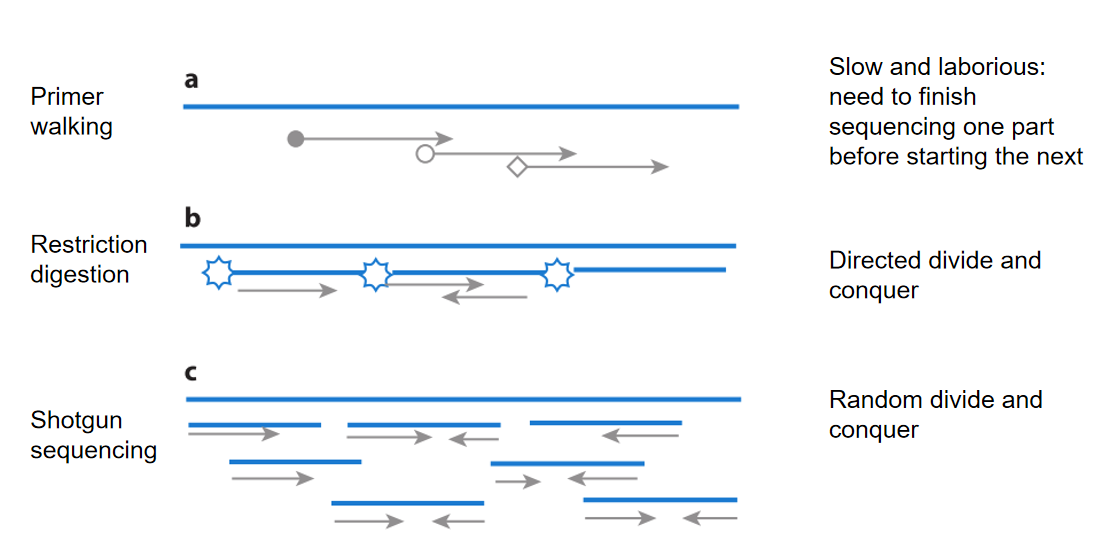 a
Primer
walking
Slow and laborious:
need to finish
sequencing one part
before starting the next
b
Restriction
digestion
Directed divide and
conquer
c
Shotgun
sequencing
Random divide and
conquer